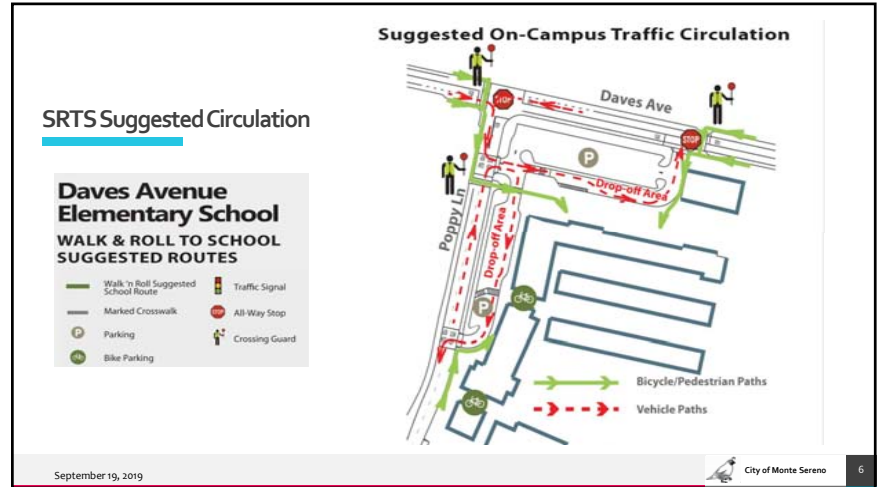 SRTS Suggested Circulation
Daves Avenue
Elementary School
WALK & ROLL TO SCHOOL
SUGGESTED ROUTES
Walk 'n Roll Suggested
School Route
Traffic Signal
Marked Crosswalk
STOP
All-Way Stop
P
Parking
Crossing Guard
Bike Parking
Suggested On-Campus Traffic Circulation
STOP
Daves Ave
STOP
P
Drop-off Area
Poppy Ln
Drop-off Area
P
Bicycle/Pedestrian Paths
Vehicle Paths
September 19, 2019
City of Monte Sereno
6